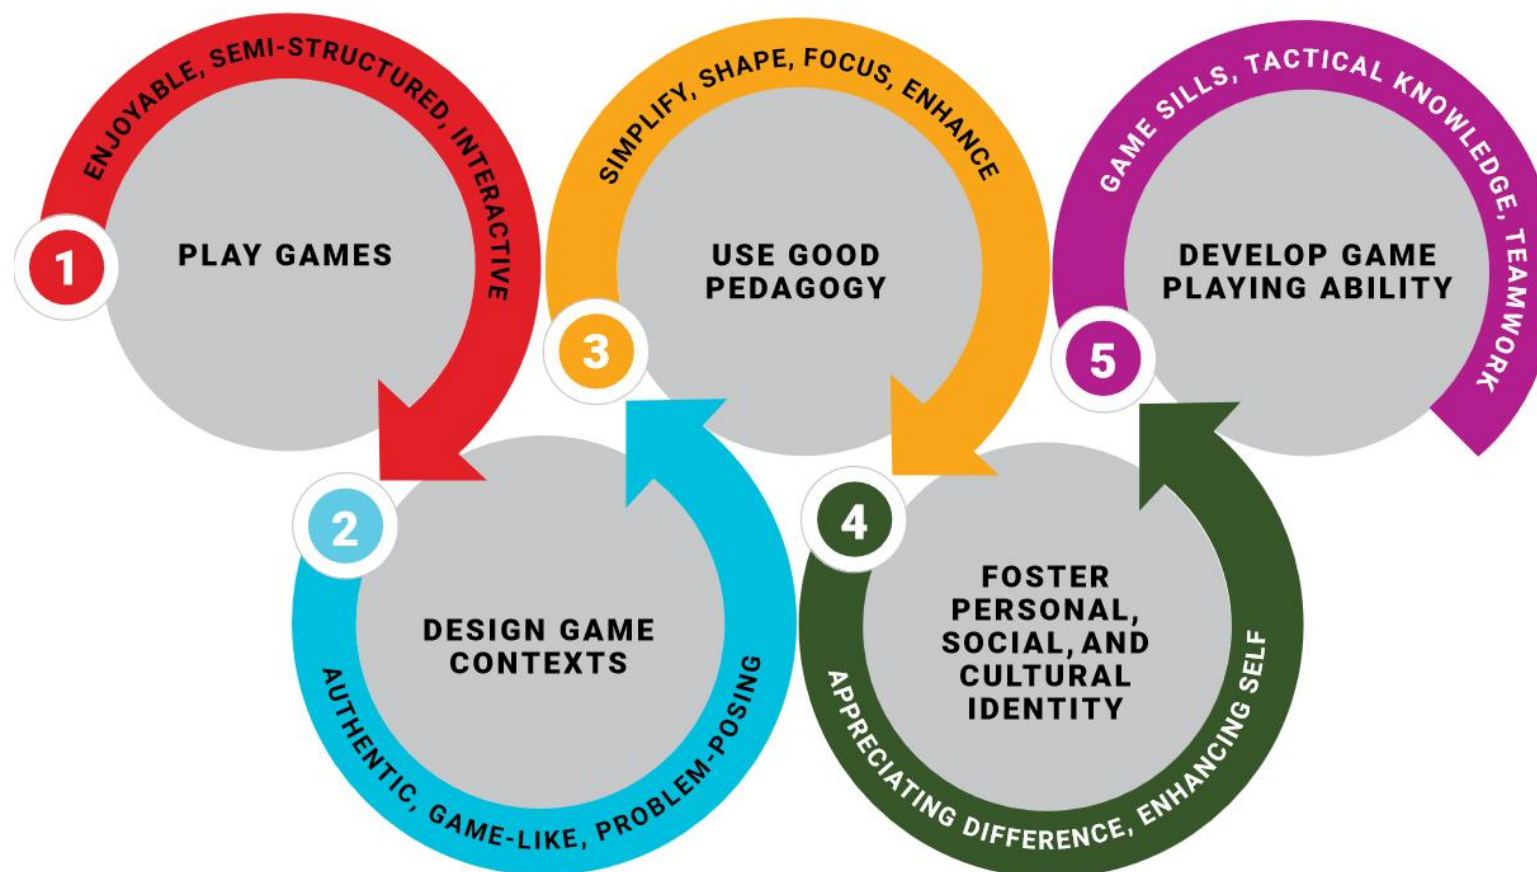 ENJOYABLE, SEMI-STRUCTURED, INTERACTIVE
1
PLAY GAMES
2
DESIGN GAME
CONTEXTS
AUTHENTIC, GAME-LIKE, PROBLEM-POSING
SIMPLIFY, SHAPE, FOCUS, ENHANCE
3
USE GOOD
PEDAGOGY
4
FOSTER
PERSONAL,
SOCIAL, AND
CULTURAL
IDENTITY
APPRECIATING DIFFERENCE, ENHANCING SELF
GAME SILLS, TACTICAL KNOWLEDGE, TEAMWORK
5
DEVELOP GAME
PLAYING ABILITY